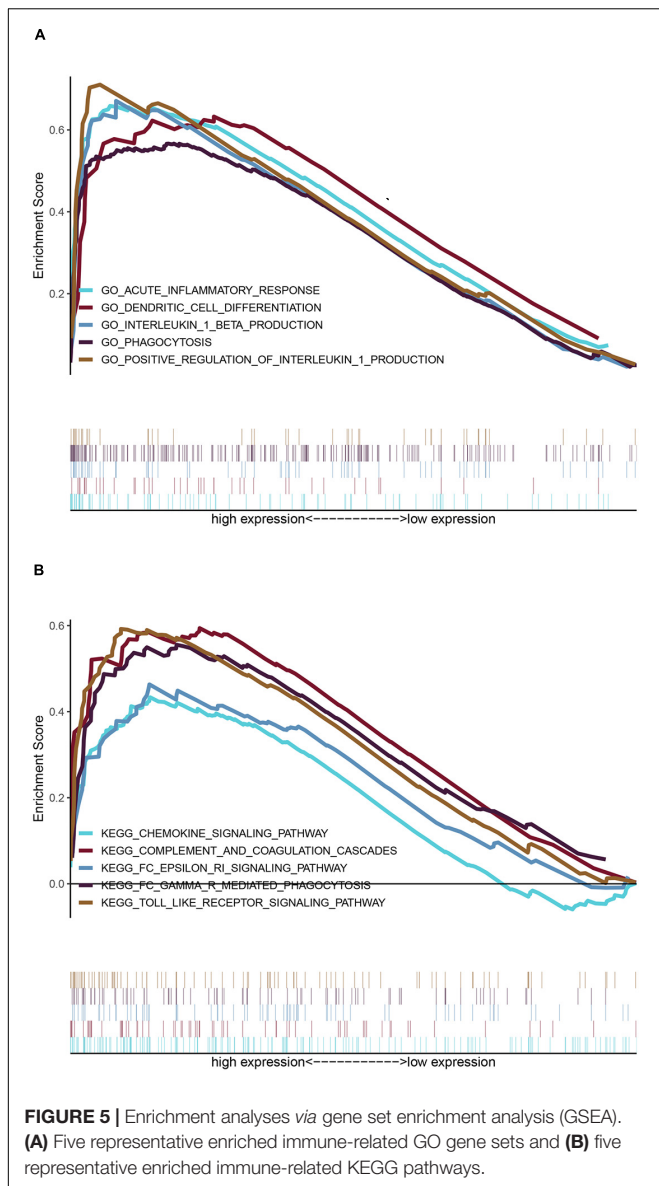 A
0.6
0.4
0.2
Enrichment Score
GO_ACUTE_INFLAMMATORY_RESPONSE
GO_DENDRITIC_CELL_DIFFERENTIATION
GO_INTERLEUKIN_1_BETA_PRODUCTION
GO_PHAGOCYTOSIS
GO_POSITIVE_REGULATION_OF_INTERLEUKIN_1_PRODUCTION
high expression<----------->low expression
B
0.6
0.4
0.2
0.0
Enrichment Score
KEGG_CHEMOKINE_SIGNALING_PATHWAY
KEGG_COMPLEMENT_AND_COAGULATION_CASCADES
KEGG_FC_EPSILON_RI_SIGNALING_PATHWAY
KEGG_FC_GAMMA_R_MEDIATED_PHAGOCYTOSIS
KEGG_TOLL_LIKE_RECEPTOR_SIGNALING_PATHWAY
high expression<----------->low expression
FIGURE 5 | Enrichment analyses via gene set enrichment analysis (GSEA).
(A) Five representative enriched immune-related GO gene sets and (B) five
representative enriched immune-related KEGG pathways.